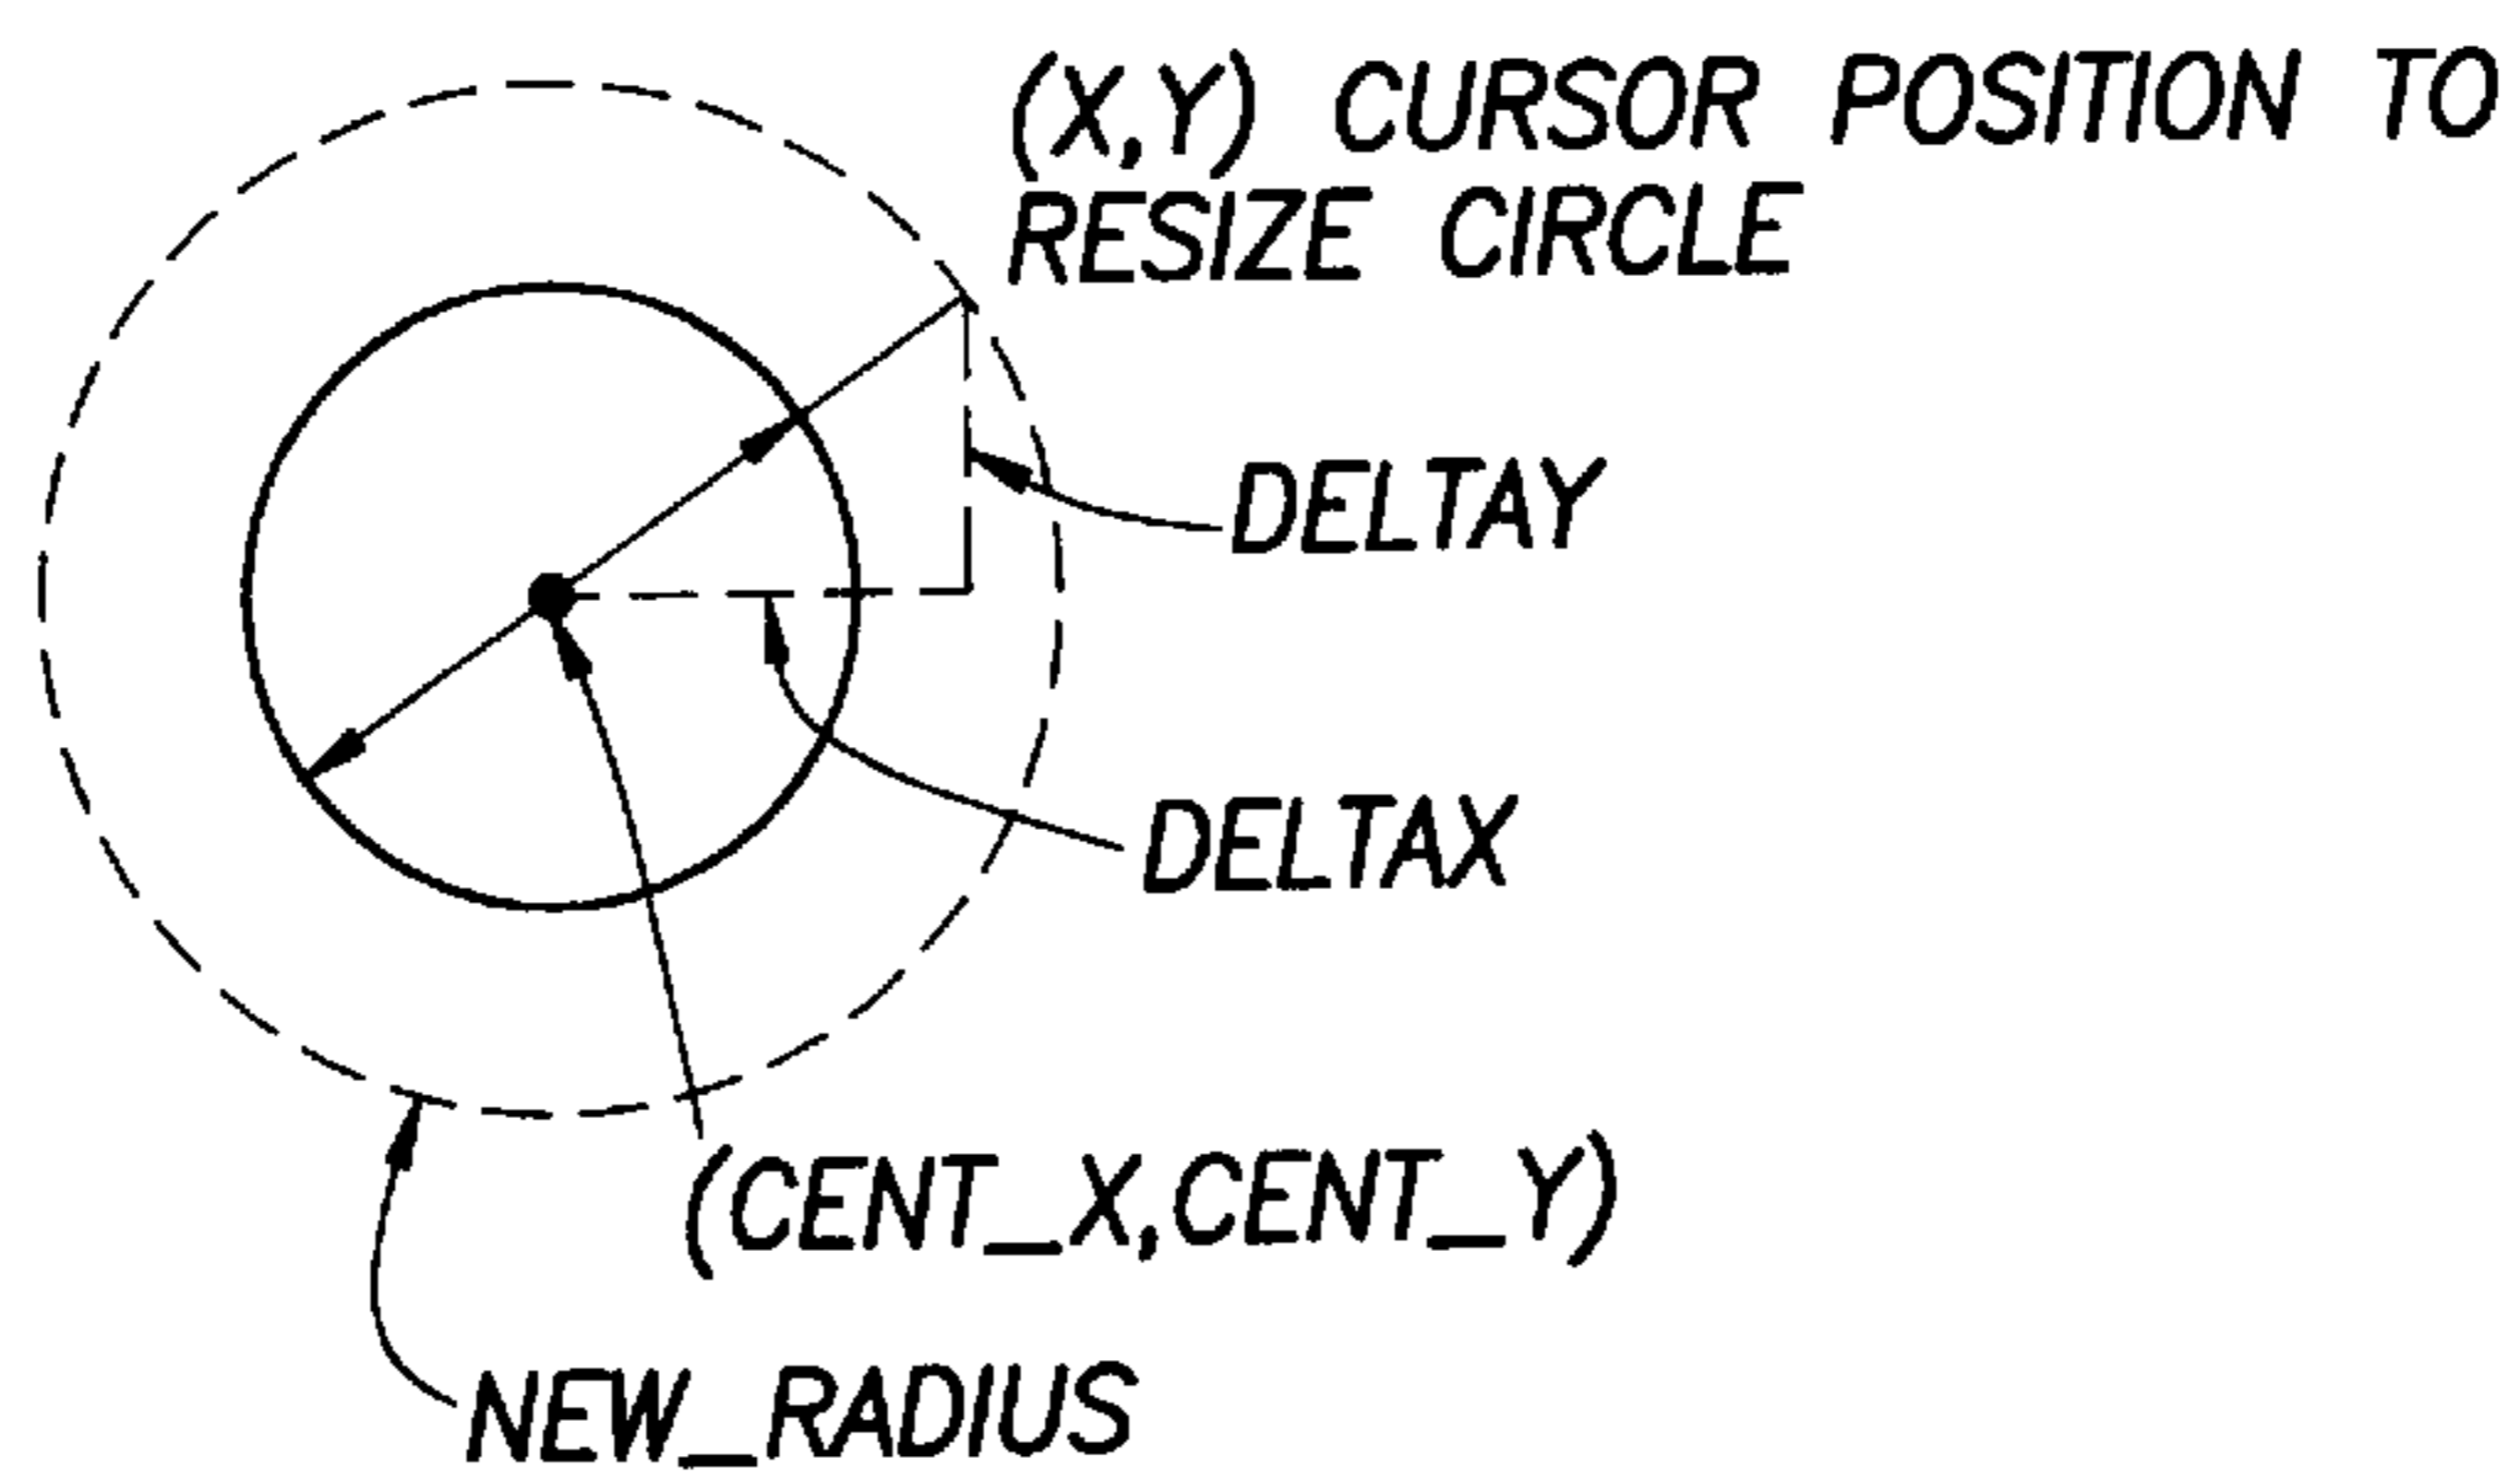 (X,Y) CURSOR POSITION TO
RESIZE CIRCLE
DELTAY
DELTAX
(CENT_X,CENT_Y)
NEW_RADIUS